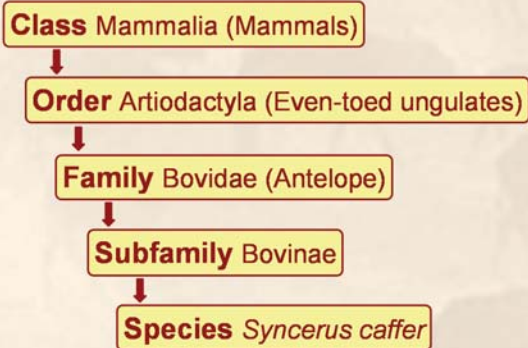 Class Mammalia (Mammals)
Order Artiodactyla (Even-toed ungulates)
Family Bovidae (Antelope)
Subfamily Bovinae
Species Syncerus caffer